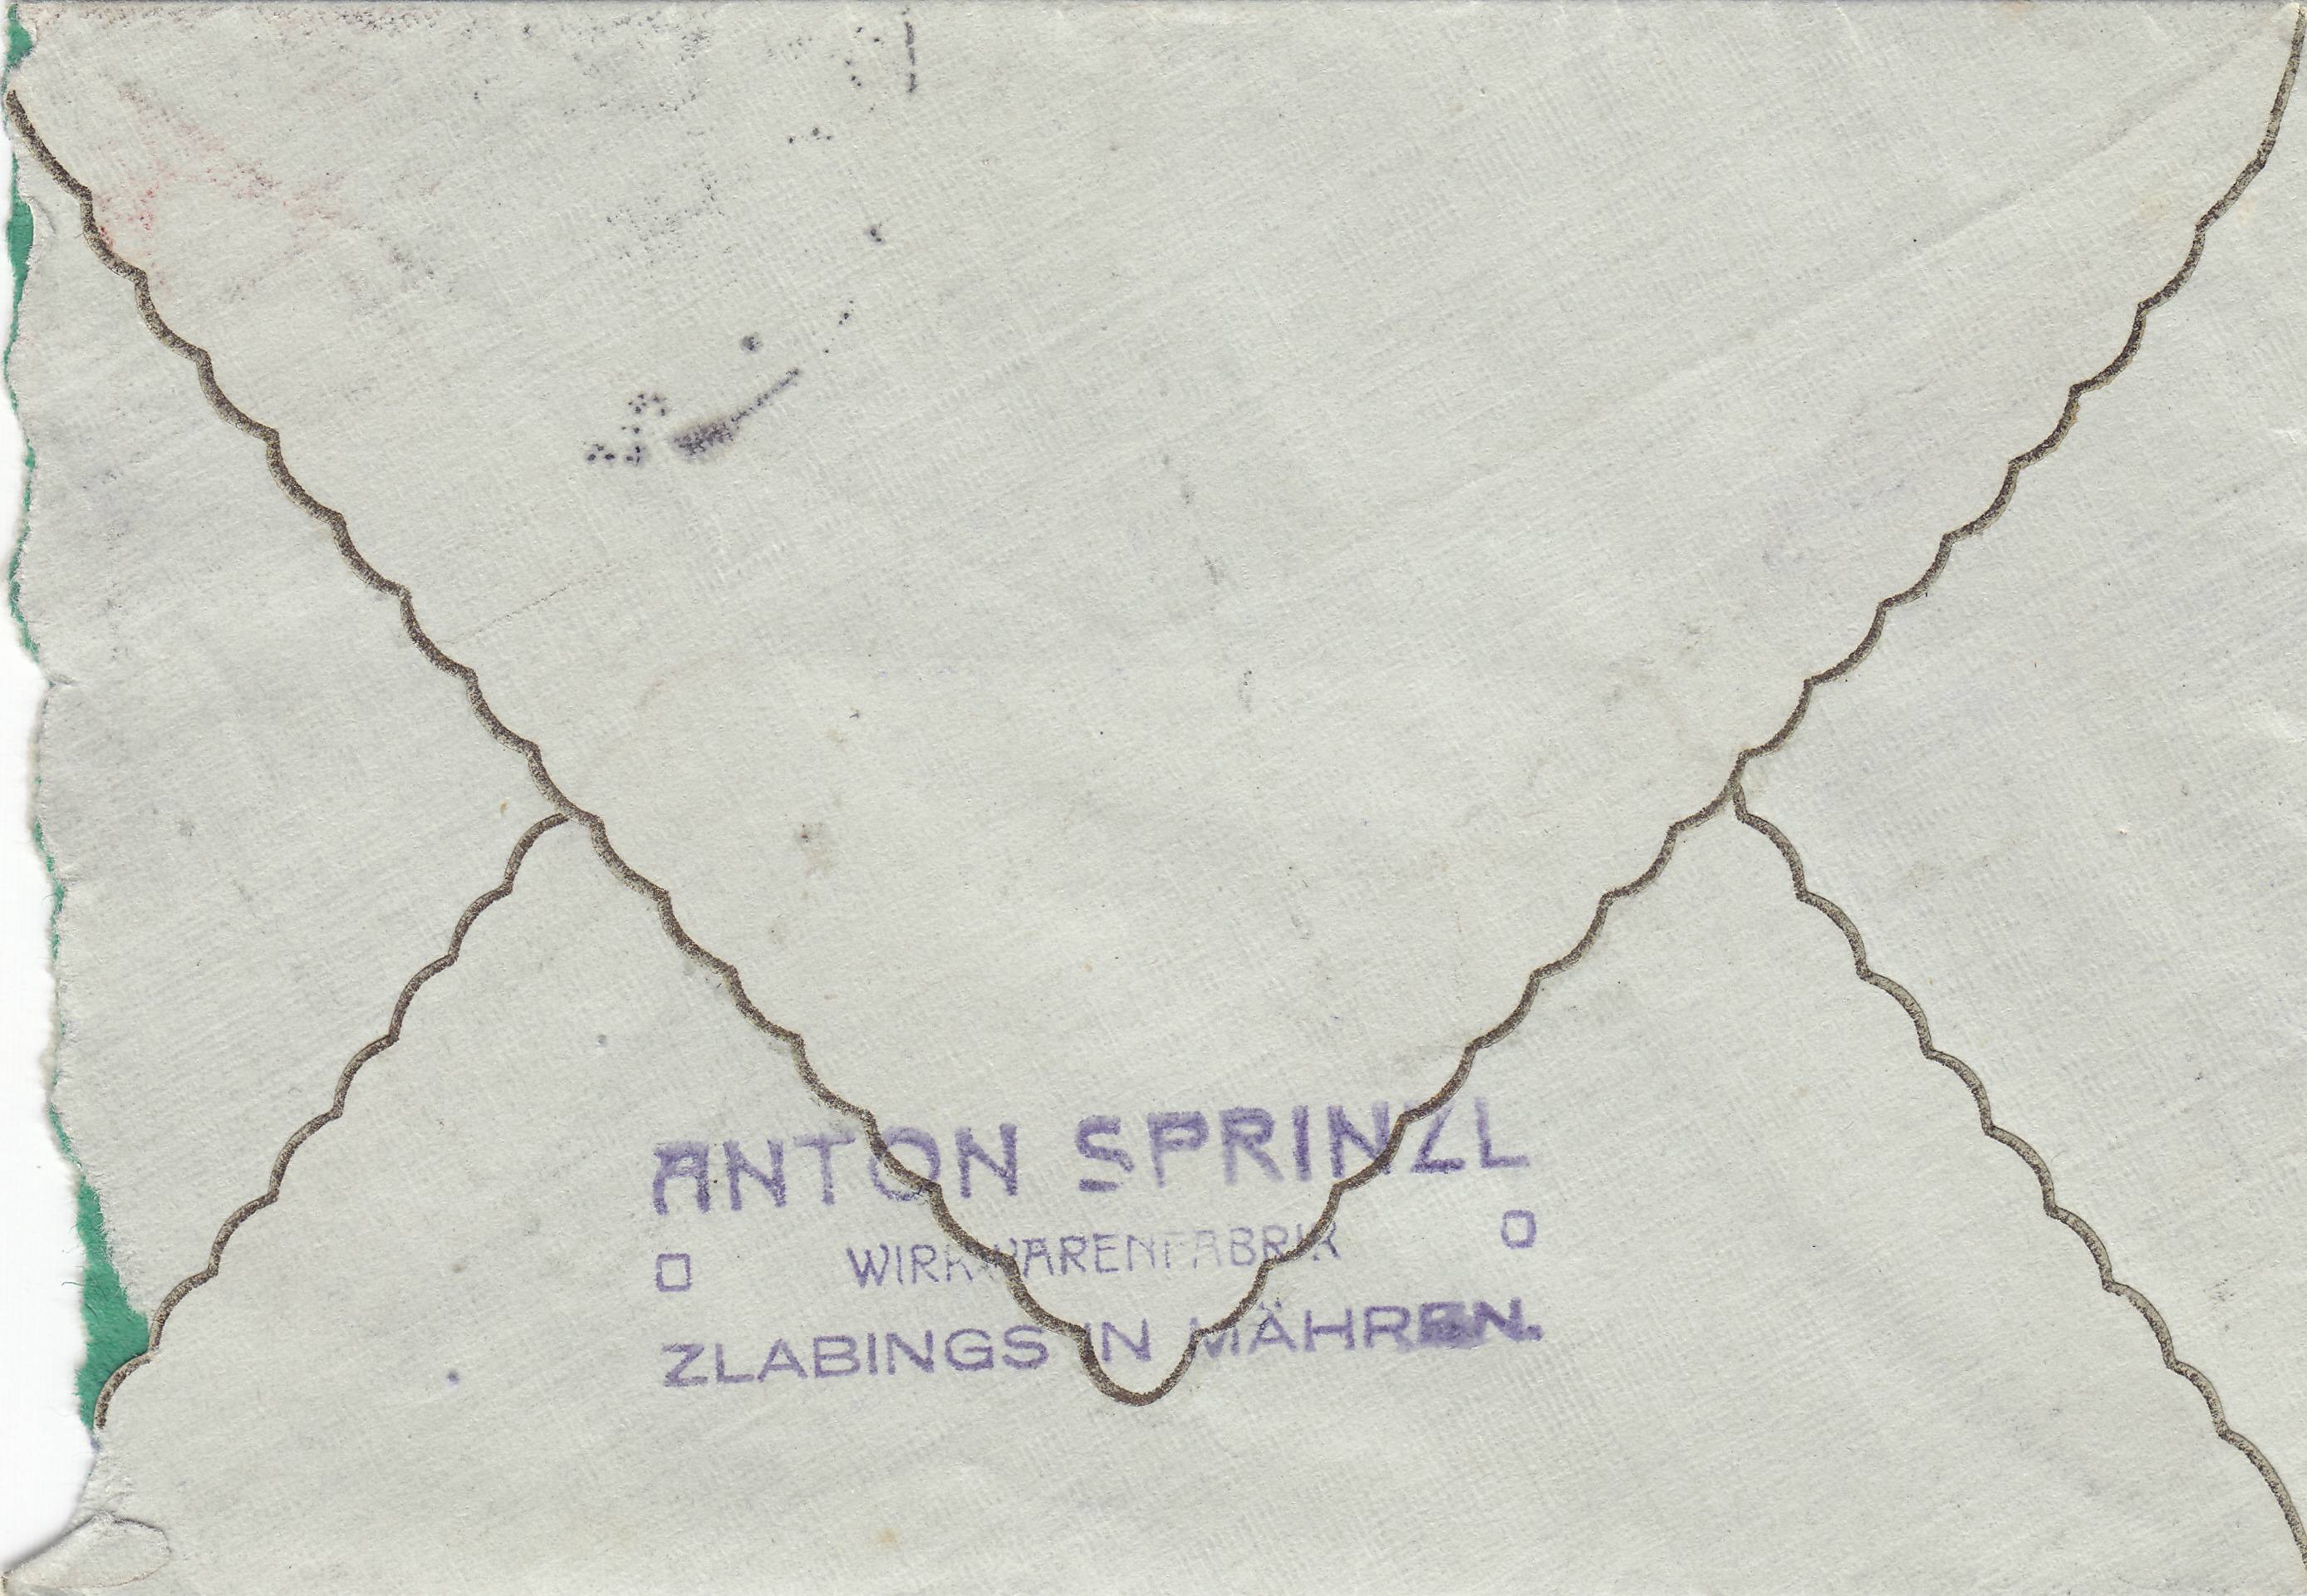 ANTON SPRINZL
WIRKWARENFABRIK
ZLABINGS IN MÄHREN.